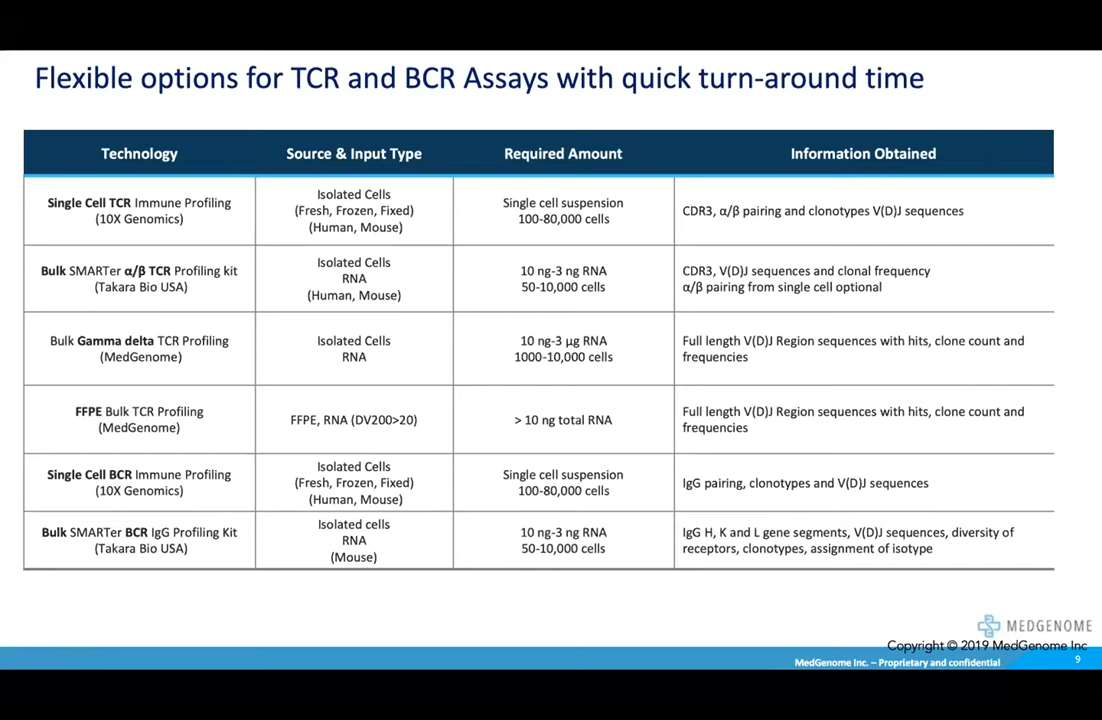 Flexible options for TCR and BCR Assays with quick turn-around time
Technology
Source & Input Type
Required Amount
Information Obtained
Single Cell TCR Immune Profiling
(10X Genomics)
Isolated Cells
(Fresh, Frozen, Fixed)
(Human, Mouse)
Single cell suspension
100-80,000 cells
CDR3, α/β pairing and clonotypes V(D)J sequences
Bulk SMARTer α/β TCR Profiling kit
(Takara Bio USA)
Isolated Cells
RNA
(Human, Mouse)
10 ng-3 ng RNA
50-10,000 cells
CDR3, V(D)J sequences and clonal frequency
α/β pairing from single cell optional
Bulk Gamma delta TCR Profiling
(MedGenome)
Isolated Cells
RNA
10 ng-3 µg RNA
1000-10,000 cells
Full length V(D)J Region sequences with hits, clone count and
frequencies
FFPE Bulk TCR Profiling
(MedGenome)
FFPE, RNA (DV200>20)
> 10 ng total RNA
Full length V(D)J Region sequences with hits, clone count and
frequencies
Single Cell BCR Immune Profiling
(10X Genomics)
Isolated Cells
(Fresh, Frozen, Fixed)
(Human, Mouse)
Single cell suspension
100-80,000 cells
IgG pairing, clonotypes and V(D)J sequences
Bulk SMARTer BCR IgG Profiling Kit
(Takara Bio USA)
Isolated cells
RNA
(Mouse)
10 ng-3 ng RNA
50-10,000 cells
IgG H, K and L gene segments, V(D)J sequences, diversity of
receptors, clonotypes, assignment of isotype
MEDGENOME
Copyright © 2019 MedGenome Inc
MedGenome Inc. – Proprietary and confidential
9